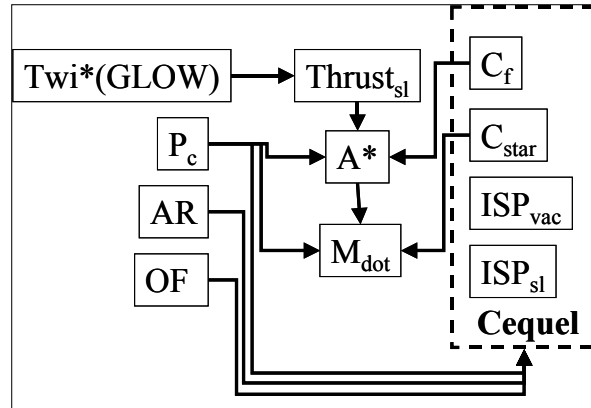 Twi*(GLOW)
Thrust_sl
C_f
P_c
A*
C_star
AR
ISP_vac
M_dot
OF
ISP_sl
Cequel